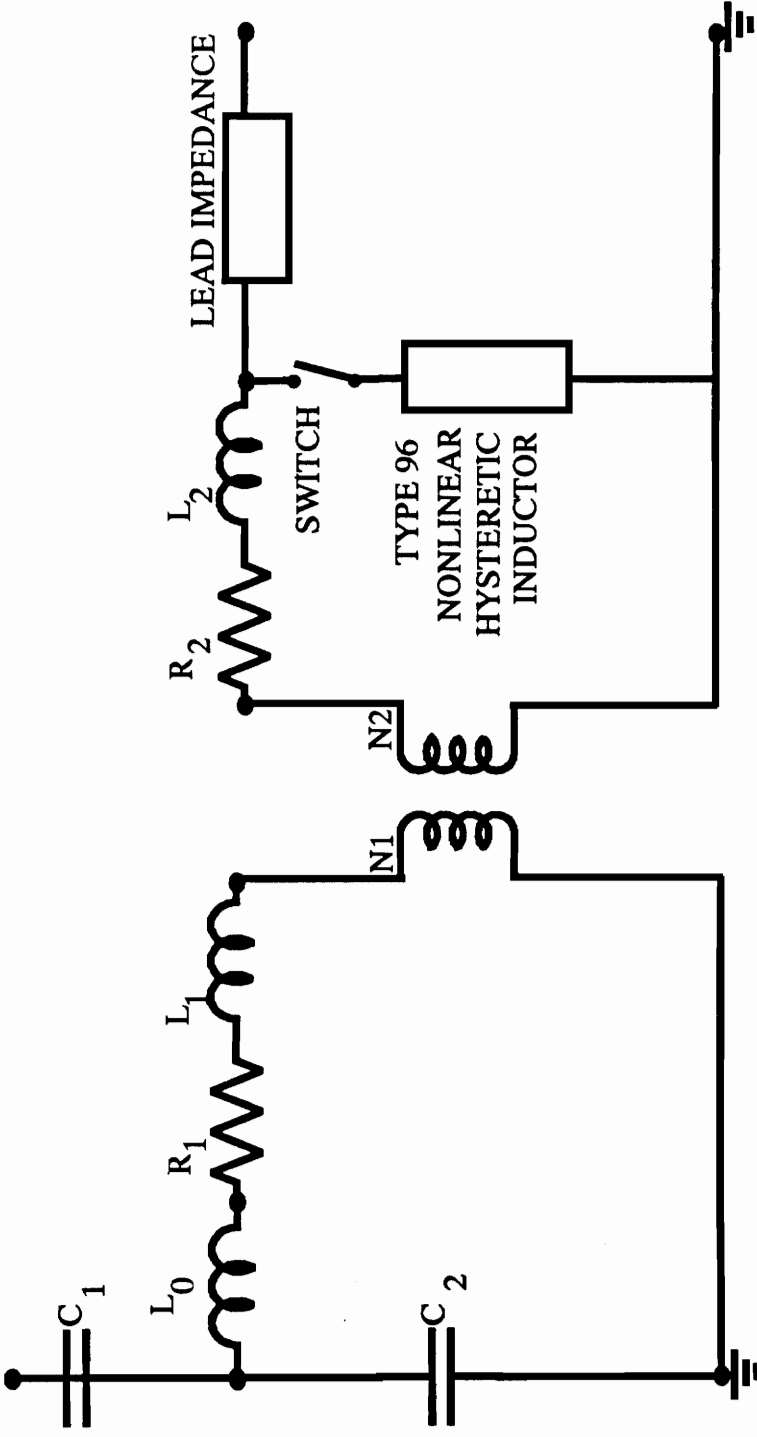 C1
L0
R1
L1
N1
C2
N2
R2
L2
SWITCH
TYPE 96
NONLINEAR
HYSTERETIC
INDUCTOR
LEAD IMPEDANCE